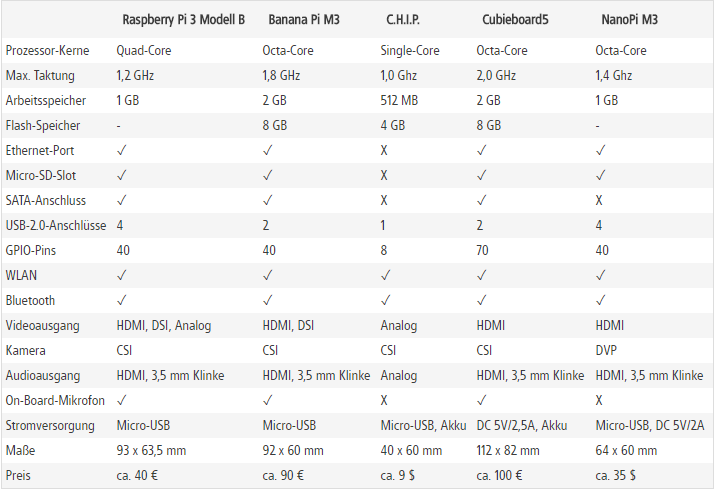 Raspberry Pi 3 Modell B Banana Pi M3 C.H.I.P. Cubieboard5 NanoPi M3
Prozessor-Kerne Quad-Core Octa-Core Single-Core Octa-Core Octa-Core
Max. Taktung 1,2 GHz 1,8 GHz 1,0 Ghz 2,0 GHz 1,4 Ghz
Arbeitsspeicher 1 GB 2 GB 512 MB 2 GB 1 GB
Flash-Speicher - 8 GB 4 GB 8 GB -
Ethernet-Port ✓ ✓ X ✓ ✓
Micro-SD-Slot ✓ ✓ X ✓ ✓
SATA-Anschluss ✓ ✓ X ✓ X
USB-2.0-Anschlüsse 4 2 1 2 4
GPIO-Pins 40 40 8 70 40
WLAN ✓ ✓ ✓ ✓ ✓
Bluetooth ✓ ✓ ✓ ✓ ✓
Videoausgang HDMI, DSI, Analog HDMI, DSI Analog HDMI HDMI
Kamera CSI CSI CSI CSI DVP
Audioausgang HDMI, 3,5 mm Klinke HDMI, 3,5 mm Klinke Analog HDMI, 3,5 mm Klinke HDMI, 3,5 mm Klinke
On-Board-Mikrofon ✓ ✓ X ✓ X
Stromversorgung Micro-USB Micro-USB Micro-USB, Akku DC 5V/2,5A, Akku Micro-USB, DC 5V/2A
Maße 93 x 63,5 mm 92 x 60 mm 40 x 60 mm 112 x 82 mm 64 x 60 mm
Preis ca. 40 € ca. 90 € ca. 9 $ ca. 100 € ca. 35 $